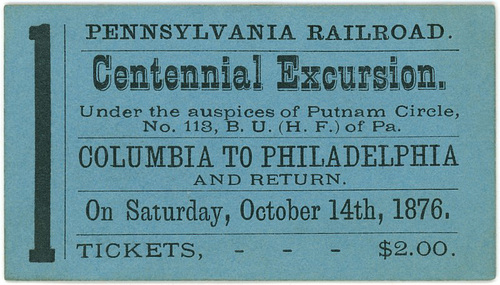 1
PENNSYLVANIA RAILROAD.
Centennial Excursion.
Under the auspices of Putnam Circle,
No. 113, B. U. (H. F.) of Pa.
COLUMBIA TO PHILADELPHIA
AND RETURN.
On Saturday, October 14th, 1876.
TICKETS, - - - $2.00.